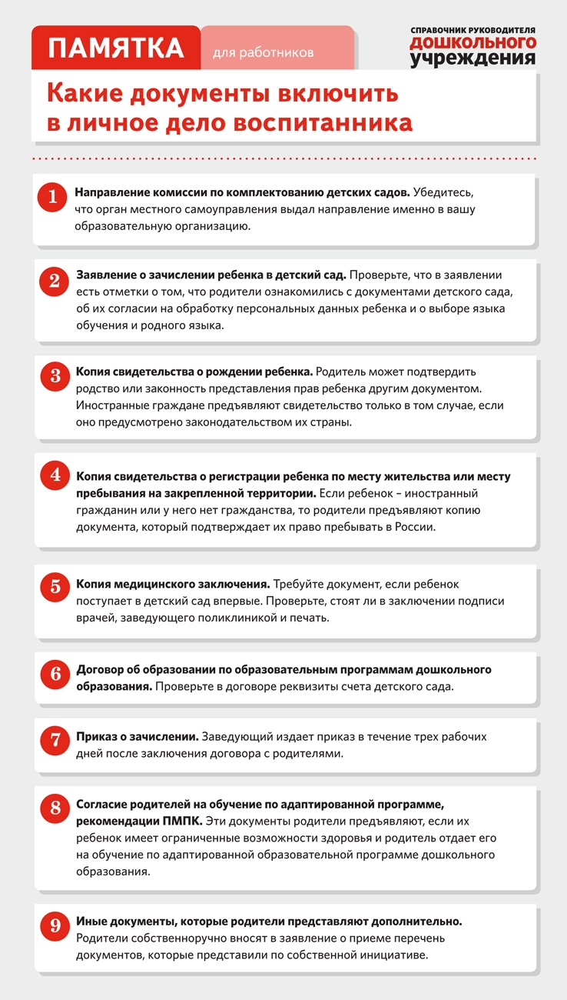 ПАМЯТКА
для работников
СПРАВОЧНИК РУКОВОДИТЕЛЯ
ДОШКОЛЬНОГО
учреждения
Какие документы включить
в личное дело воспитанника
1
Направление комиссии по комплектованию детских садов. Убедитесь,
что орган местного самоуправления выдал направление именно в вашу
образовательную организацию.
2
Заявление о зачислении ребенка в детский сад. Проверьте, что в заявлении
есть отметки о том, что родители ознакомились с документами детского сада,
об их согласии на обработку персональных данных ребенка и о выборе языка
обучения и родного языка.
3
Копия свидетельства о рождении ребенка. Родитель может подтвердить
родство или законность представления прав ребенка другим документом.
Иностранные граждане предъявляют свидетельство только в том случае, если
оно предусмотрено законодательством их страны.
4
Копия свидетельства о регистрации ребенка по месту жительства или месту
пребывания на закрепленной территории. Если ребенок – иностранный
гражданин или у него нет гражданства, то родители предъявляют копию
документа, который подтверждает их право пребывать в России.
5
Копия медицинского заключения. Требуйте документ, если ребенок
поступает в детский сад впервые. Проверьте, стоят ли в заключении подписи
врачей, заведующего поликлиникой и печать.
6
Договор об образовании по образовательным программам дошкольного
образования. Проверьте в договоре реквизиты счета детского сада.
7
Приказ о зачислении. Заведующий издает приказ в течение трех рабочих
дней после заключения договора с родителями.
8
Согласие родителей на обучение по адаптированной программе,
рекомендации ПМПК. Эти документы родители предъявляют, если их
ребенок имеет ограниченные возможности здоровья и родитель отдает его
на обучение по адаптированной образовательной программе дошкольного
образования.
9
Иные документы, которые родители представляют дополнительно.
Родители собственноручно вносят в заявление о приеме перечень
документов, которые представили по собственной инициативе.